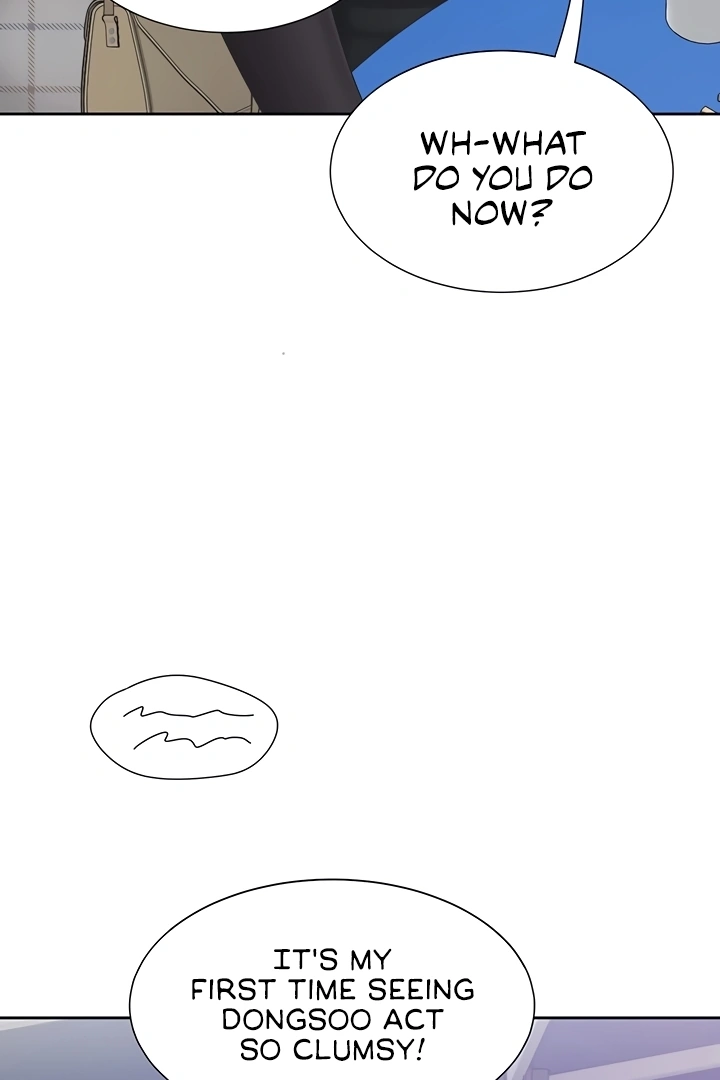 WH-WHAT
DO YOU DO
NOW?
IT'S MY
FIRST TIME SEEING
DONGSOO ACT
SO CLUMSY!